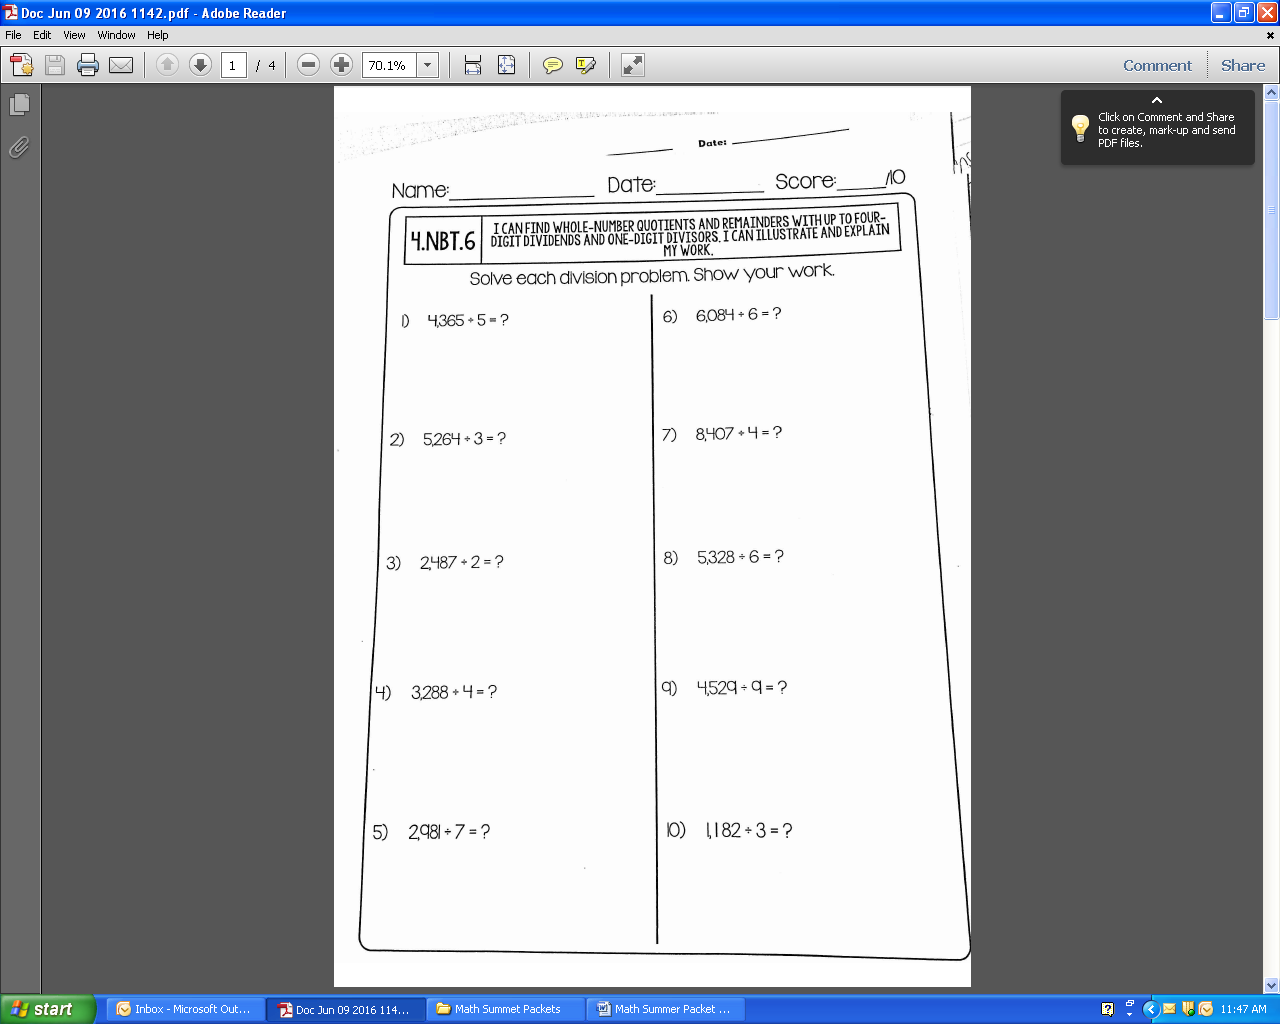 Doc Jun 09 2016 1142.pdf - Adobe Reader
File Edit View Window Help
1 / 4 70.1% Comment Share
Click on Comment and Share
to create, mark-up and send
PDF files.
Date:
Name: Date: Score: /10
4.NBT.6
I CAN FIND WHOLE-NUMBER QUOTIENTS AND REMAINDERS WITH UP TO FOUR-
DIGIT DIVIDENDS AND ONE-DIGIT DIVISORS. I CAN ILLUSTRATE AND EXPLAIN
MY WORK.
Solve each division problem. Show your work.
1) 4,365 ÷ 5 = ?
2) 5,264 ÷ 3 = ?
3) 2,487 ÷ 2 = ?
4) 3,288 ÷ 4 = ?
5) 2,981 ÷ 7 = ?
6) 6,084 ÷ 6 = ?
7) 8,407 ÷ 4 = ?
8) 5,328 ÷ 6 = ?
9) 4,529 ÷ 9 = ?
10) 1,182 ÷ 3 = ?
start Inbox - Microsoft Out... Doc Jun 09 2016 114... Math Summet Packets Math Summer Packet ... 11:47 AM